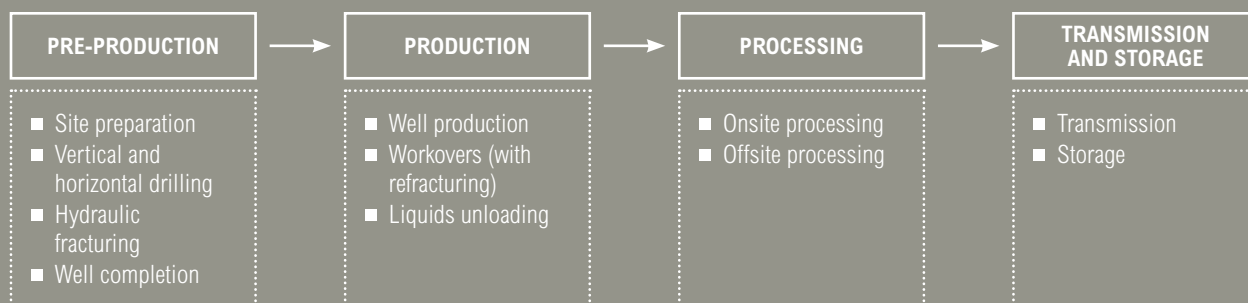 PRE-PRODUCTION
Site preparation
Vertical and
horizontal drilling
Hydraulic
fracturing
Well completion
PRODUCTION
Well production
Workovers (with
refracturing)
Liquids unloading
PROCESSING
Onsite processing
Offsite processing
TRANSMISSION
AND STORAGE
Transmission
Storage